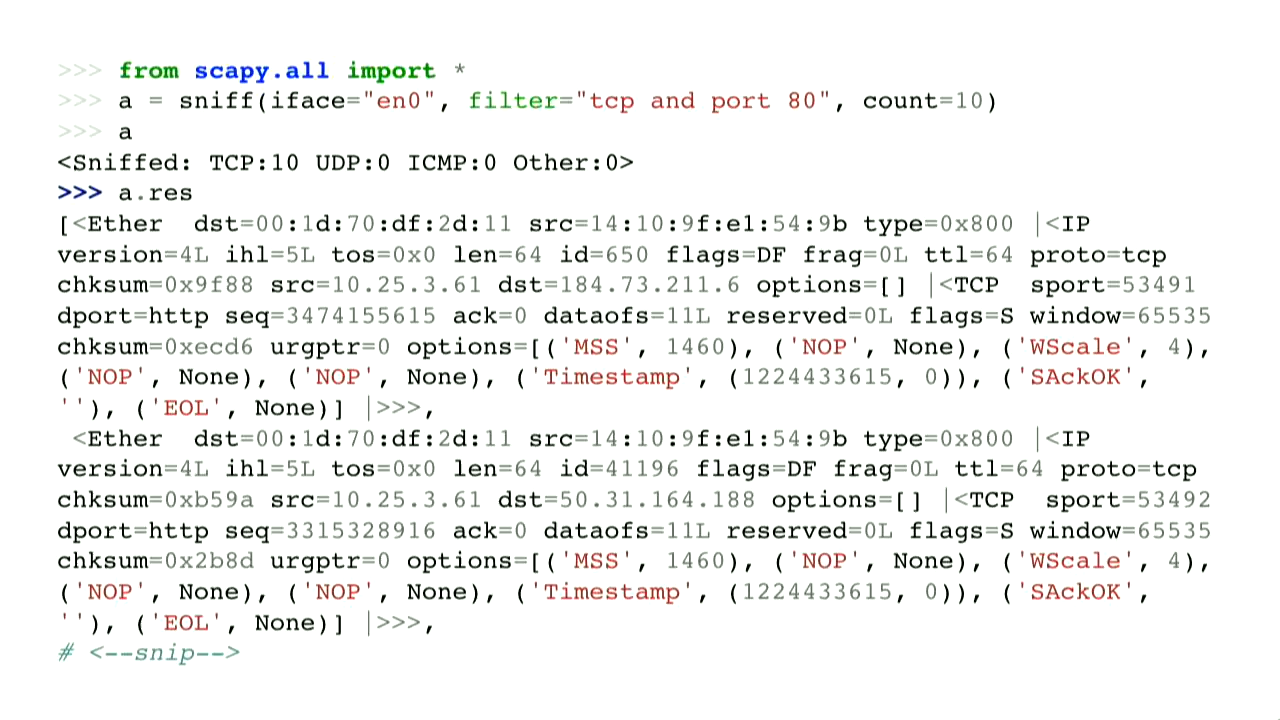 >>> from scapy.all import *
>>> a = sniff(iface="en0", filter="tcp and port 80", count=10)
>>> a
<Sniffed: TCP:10 UDP:0 ICMP:0 Other:0>
>>> a.res
[<Ether  dst=00:1d:70:df:2d:11 src=14:10:9f:e1:54:9b type=0x800 |<IP
version=4L ihl=5L tos=0x0 len=64 id=650 flags=DF frag=0L ttl=64 proto=tcp
chksum=0x9f88 src=10.25.3.61 dst=184.73.211.6 options=[] |<TCP  sport=53491
dport=http seq=3474155615 ack=0 dataofs=11L reserved=0L flags=S window=65535
chksum=0xecd6 urgptr=0 options=[('MSS', 1460), ('NOP', None), ('WScale', 4),
('NOP', None), ('NOP', None), ('Timestamp', (1224433615, 0)), ('SAckOK',
''), ('EOL', None)] |>>>,
 <Ether  dst=00:1d:70:df:2d:11 src=14:10:9f:e1:54:9b type=0x800 |<IP
version=4L ihl=5L tos=0x0 len=64 id=41196 flags=DF frag=0L ttl=64 proto=tcp
chksum=0xb59a src=10.25.3.61 dst=50.31.164.188 options=[] |<TCP  sport=53492
dport=http seq=3315328916 ack=0 dataofs=11L reserved=0L flags=S window=65535
chksum=0x2b8d urgptr=0 options=[('MSS', 1460), ('NOP', None), ('WScale', 4),
('NOP', None), ('NOP', None), ('Timestamp', (1224433615, 0)), ('SAckOK',
''), ('EOL', None)] |>>>,
# <--snip-->